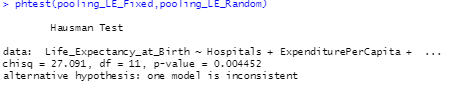 > phtest(pooling_LE_Fixed,pooling_LE_Random)
Hausman Test
data: Life_Expectancy_at_Birth ~ Hospitals + ExpenditurePerCapita + ...
chisq = 27.091, df = 11, p-value = 0.004452
alternative hypothesis: one model is inconsistent